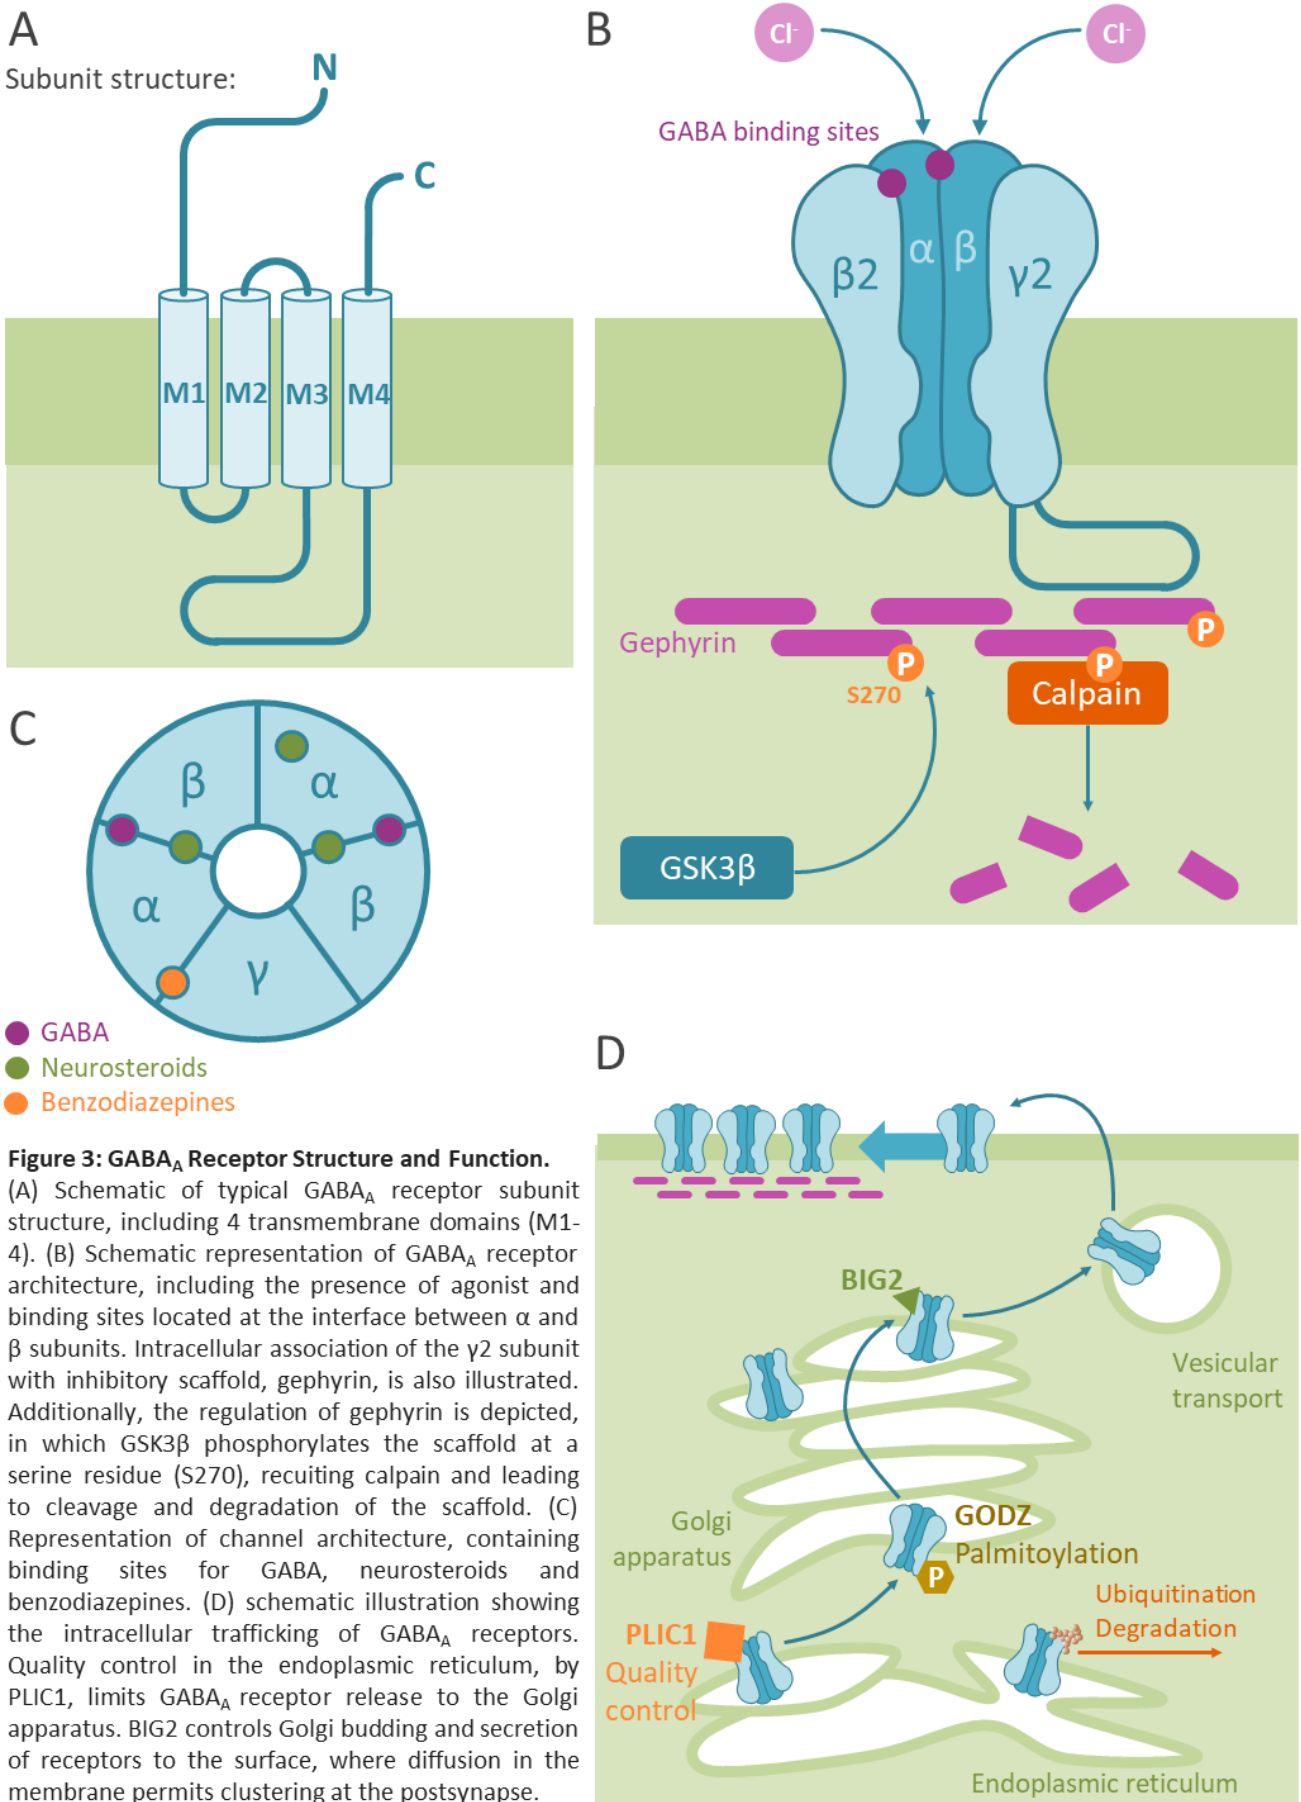 A
Subunit structure:
N
C
M1 M2 M3 M4
B
Cl-
Cl-
GABA binding sites
β2
α
β
γ2
Gephyrin
P
P
P
S270
Calpain
GSK3β
C
β
α
α
β
γ
GABA
Neurosteroids
Benzodiazepines
Figure 3: GABAA Receptor Structure and Function.
(A) Schematic of typical GABAA receptor subunit
structure, including 4 transmembrane domains (M1-
4). (B) Schematic representation of GABAA receptor
architecture, including the presence of agonist and
binding sites located at the interface between α and
β subunits. Intracellular association of the γ2 subunit
with inhibitory scaffold, gephyrin, is also illustrated.
Additionally, the regulation of gephyrin is depicted,
in which GSK3β phosphorylates the scaffold at a
serine residue (S270), recuiting calpain and leading
to cleavage and degradation of the scaffold. (C)
Representation of channel architecture, containing
binding sites for GABA, neurosteroids and
benzodiazepines. (D) schematic illustration showing
the intracellular trafficking of GABAA receptors.
Quality control in the endoplasmic reticulum, by
PLIC1, limits GABAA receptor release to the Golgi
apparatus. BIG2 controls Golgi budding and secretion
of receptors to the surface, where diffusion in the
membrane permits clustering at the postsynapse.
D
BIG2
Vesicular
transport
Golgi
apparatus
GODZ
Palmitoylation
P
PLIC1
Quality
control
Ubiquitination
Degradation
Endoplasmic reticulum